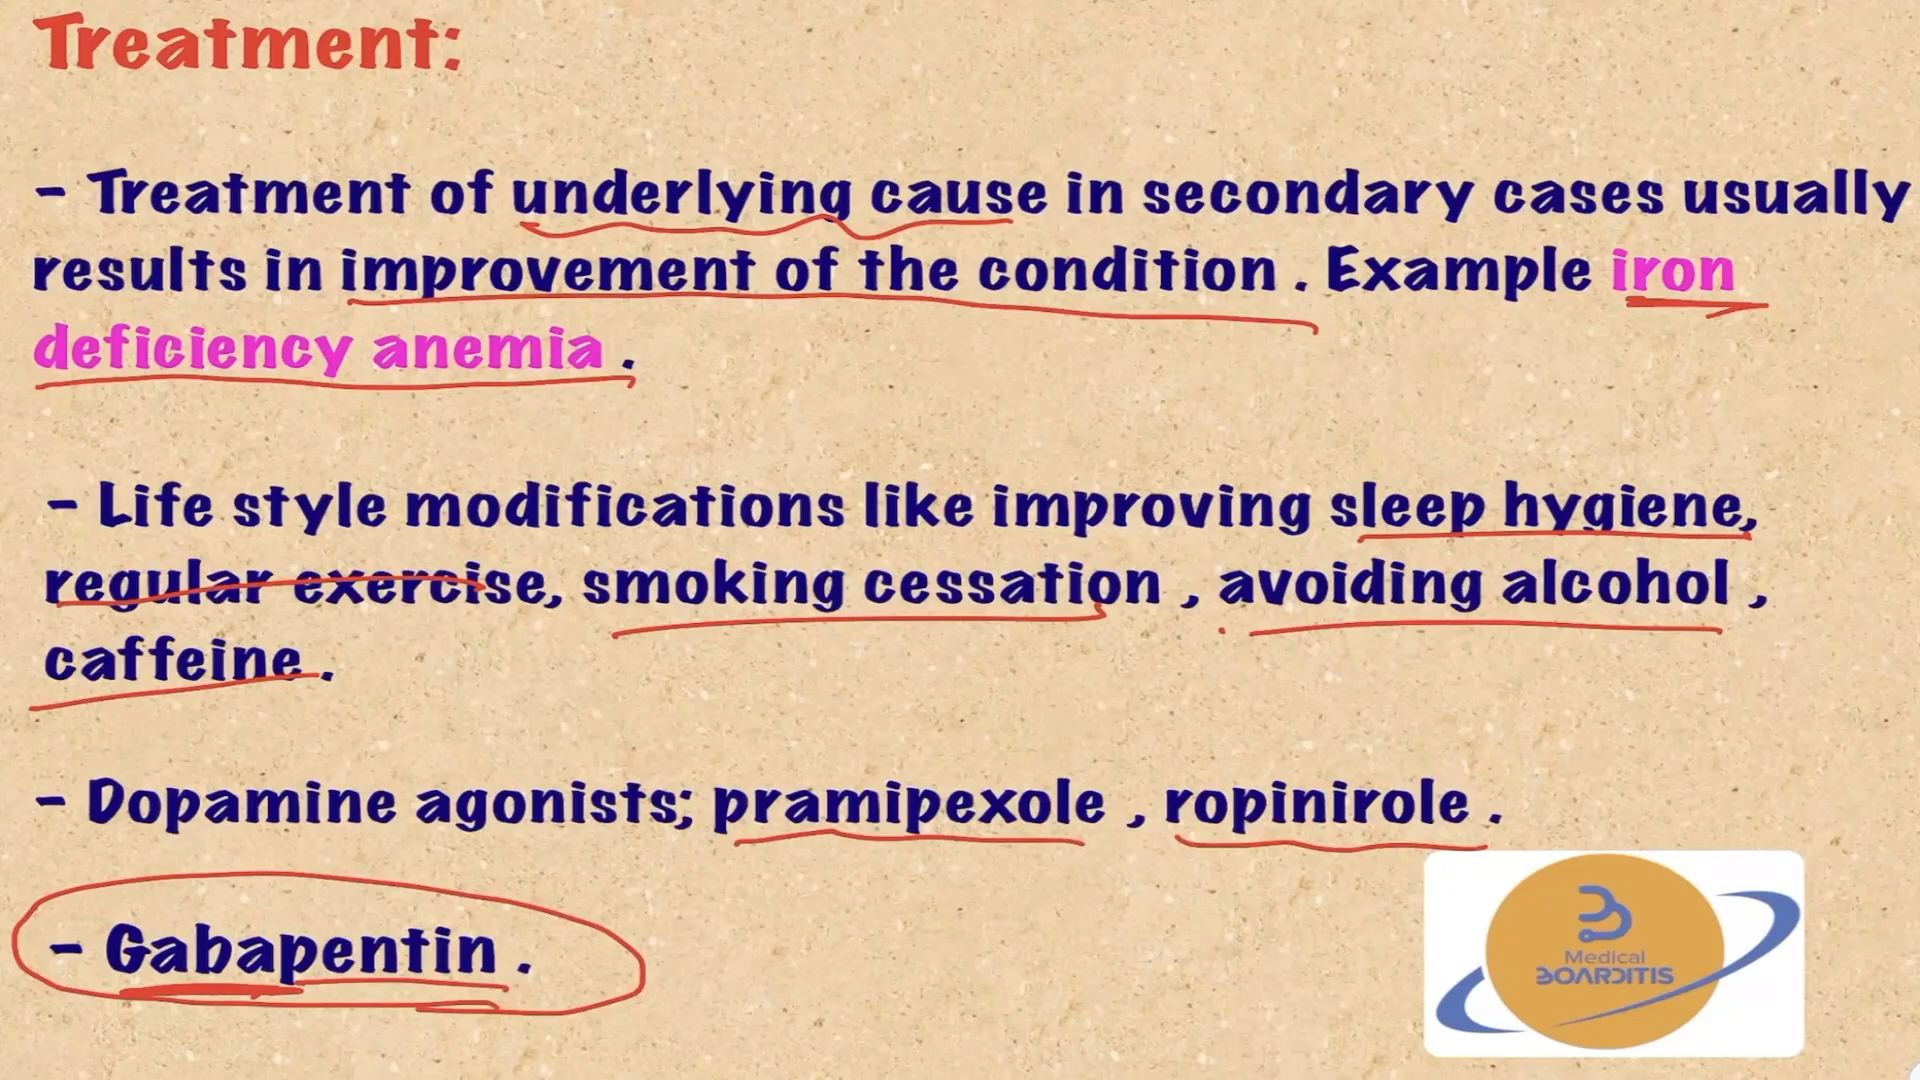 Treatment:
- Treatment of underlying cause in secondary cases usually
results in improvement of the condition . Example iron
deficiency anemia .
- Life style modifications like improving sleep hygiene,
regular exercise, smoking cessation , avoiding alcohol ,
caffeine .
- Dopamine agonists; pramipexole , ropinirole .
- Gabapentin .
Medical
BOARDITIS